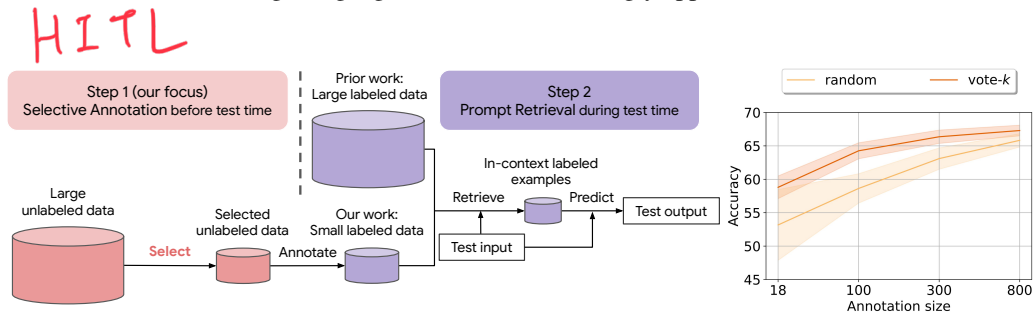 HITL
Step 1 (our focus)
Selective Annotation before test time
Prior work:
Large labeled data
Step 2
Prompt Retrieval during test time
Large
unlabeled data
Select
Selected
unlabeled data
Annotate
Our work:
Small labeled data
Retrieve
In-context labeled
examples
Predict
Test input
Test output
random
vote-k
Accuracy
70
65
60
55
50
45
18
100
300
800
Annotation size